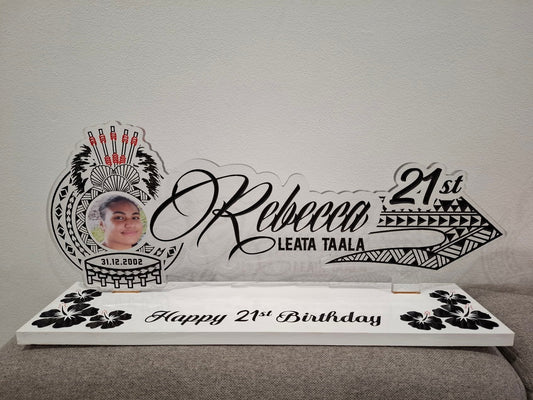 21st
Rebecca
LEATA TAALA
31.12.2002
Happy 21st Birthday